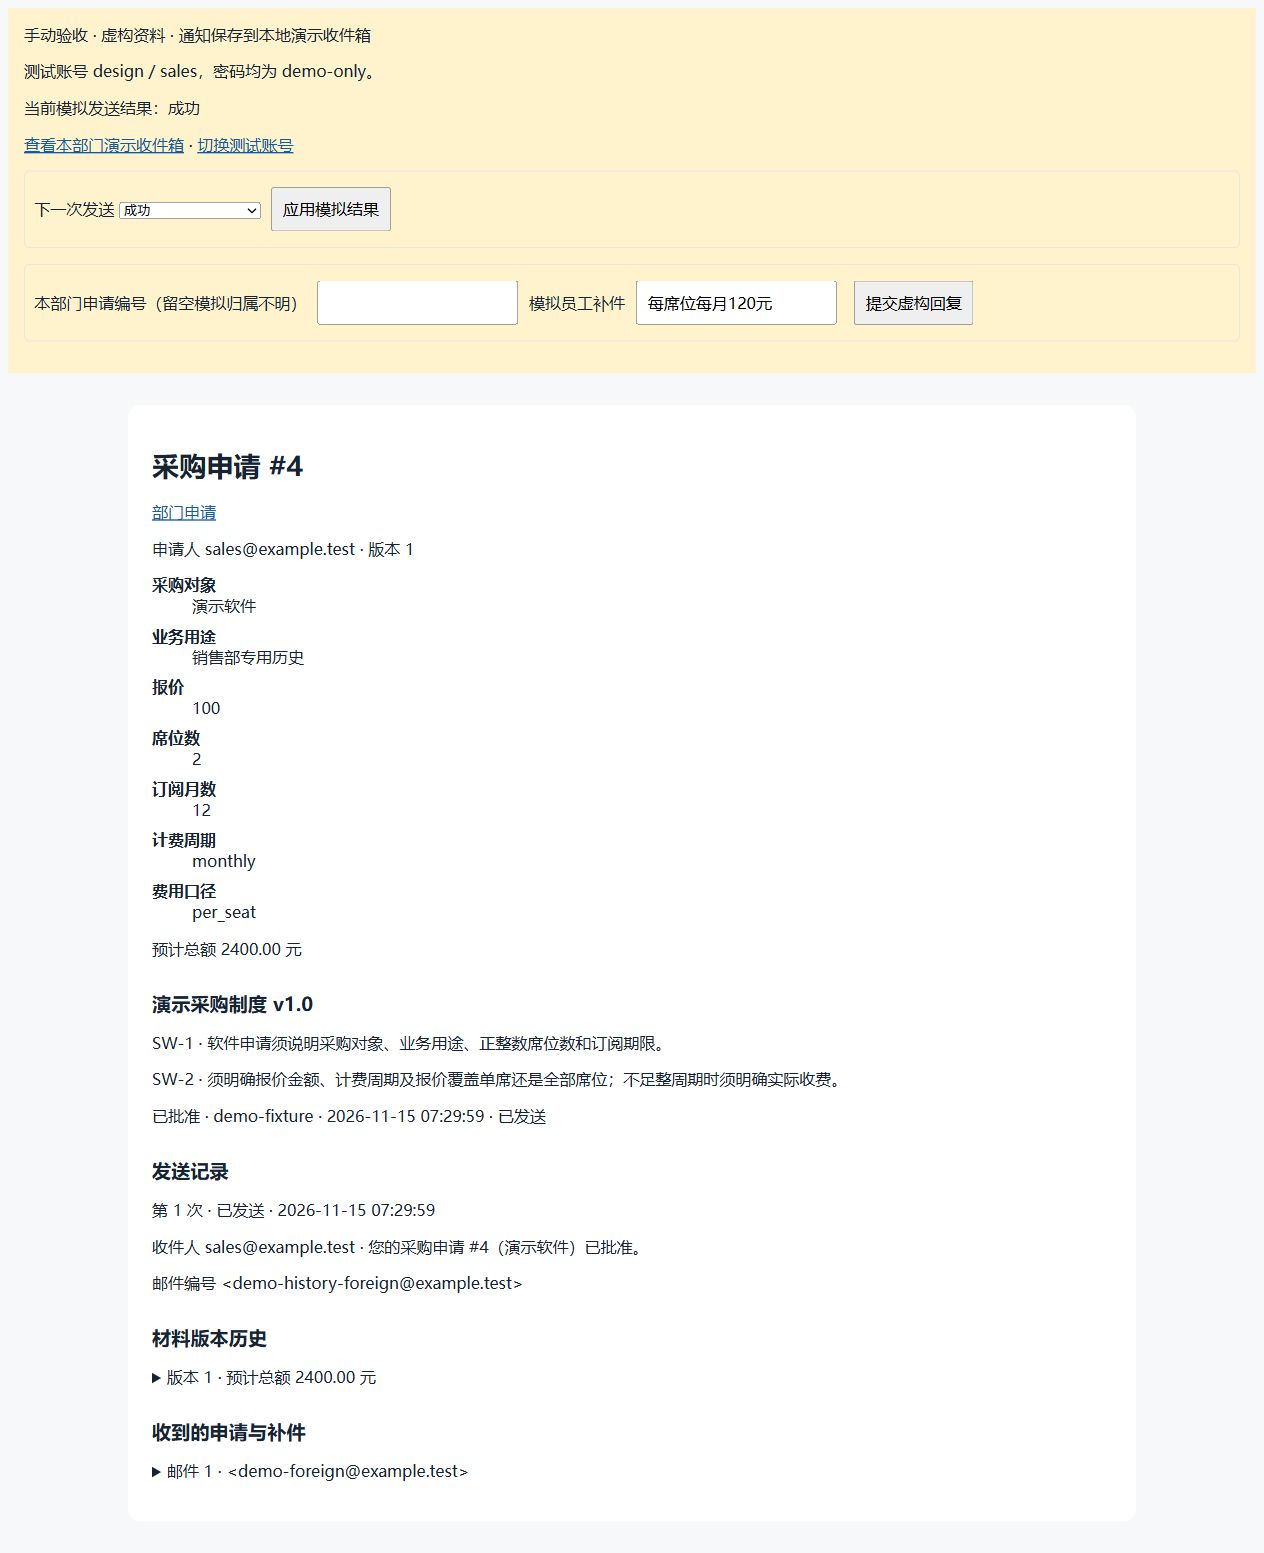 手动验收 · 虚构资料 · 通知保存到本地演示收件箱
测试账号 design / sales，密码均为 demo-only。
当前模拟发送结果：成功
查看本部门演示收件箱 · 切换测试账号
下一次发送 成功 应用模拟结果
本部门申请编号（留空模拟归属不明） 模拟员工补件 每席位每月120元 提交虚构回复
采购申请 #4
部门申请
申请人 sales@example.test · 版本 1
采购对象
演示软件
业务用途
销售部专用历史
报价
100
席位数
2
订阅月数
12
计费周期
monthly
费用口径
per_seat
预计总额 2400.00 元
演示采购制度 v1.0
SW-1 · 软件申请须说明采购对象、业务用途、正整数席位数和订阅期限。
SW-2 · 须明确报价金额、计费周期及报价覆盖单席还是全部席位；不足整周期时须明确实际收费。
已批准 · demo-fixture · 2026-11-15 07:29:59 · 已发送
发送记录
第 1 次 · 已发送 · 2026-11-15 07:29:59
收件人 sales@example.test · 您的采购申请 #4（演示软件）已批准。
邮件编号 <demo-history-foreign@example.test>
材料版本历史
▶ 版本 1 · 预计总额 2400.00 元
收到的申请与补件
▶ 邮件 1 · <demo-foreign@example.test>